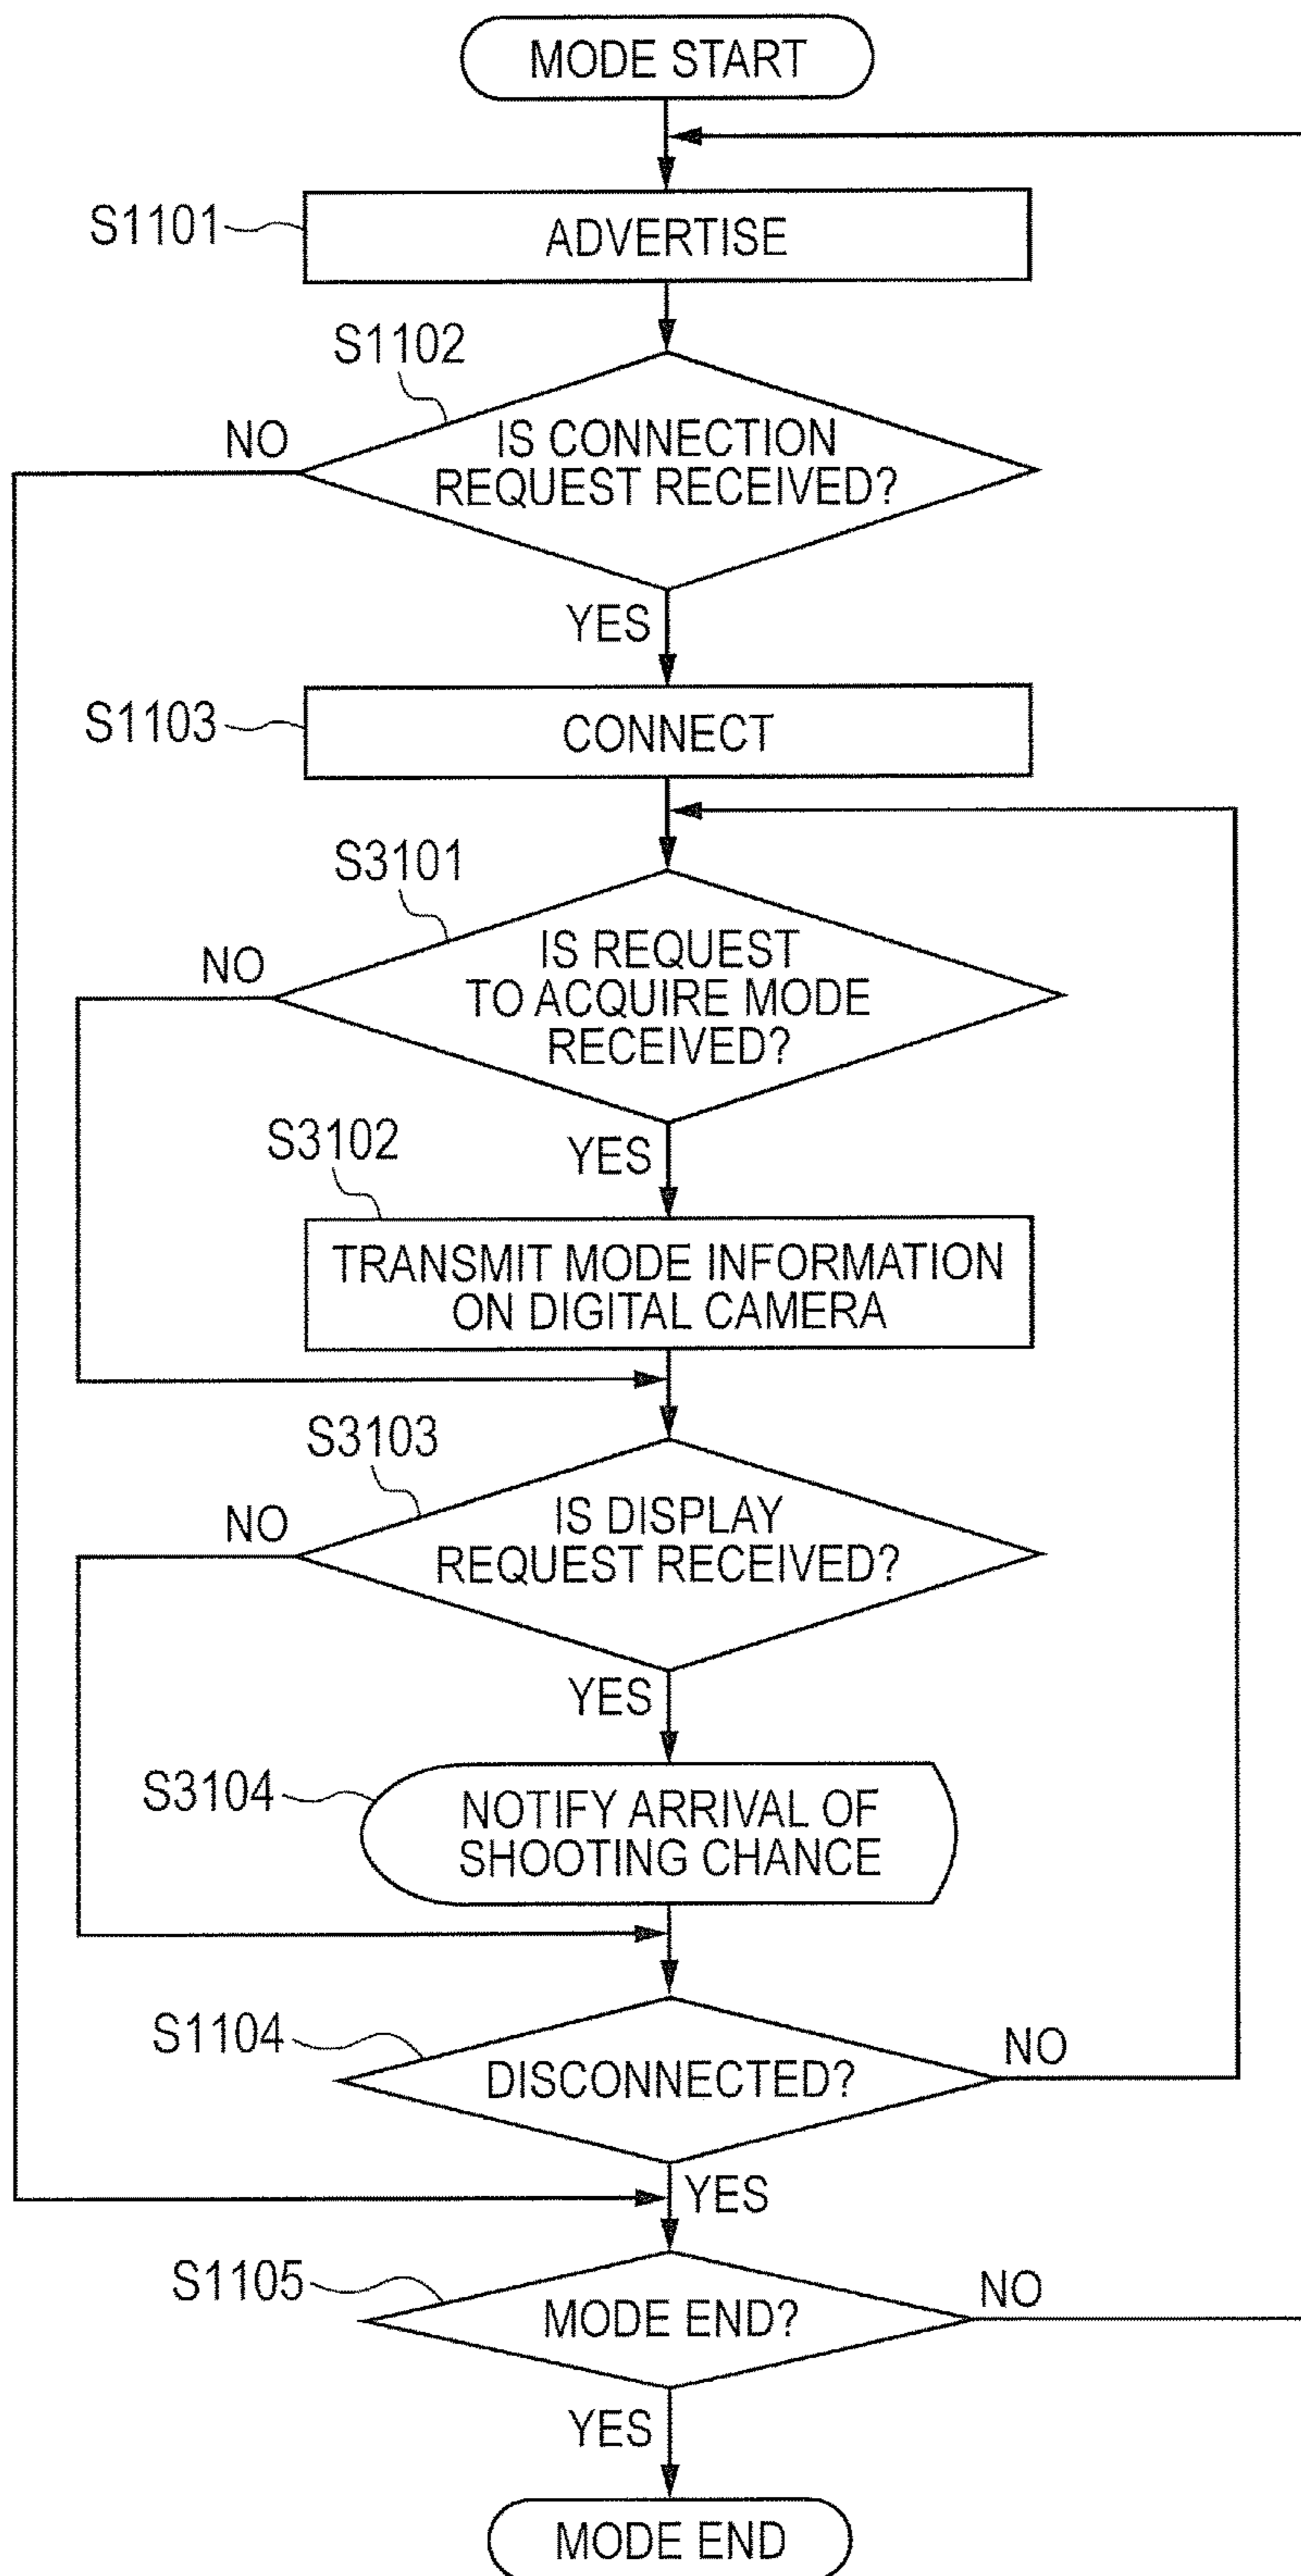 MODE START
S1101
ADVERTISE
S1102
NO
IS CONNECTION
REQUEST RECEIVED?
YES
S1103
CONNECT
S3101
NO
IS REQUEST
TO ACQUIRE MODE
RECEIVED?
S3102
YES
TRANSMIT MODE INFORMATION
ON DIGITAL CAMERA
S3103
NO
IS DISPLAY
REQUEST RECEIVED?
YES
S3104
NOTIFY ARRIVAL OF
SHOOTING CHANCE
S1104
DISCONNECTED?
NO
YES
S1105
MODE END?
NO
YES
MODE END